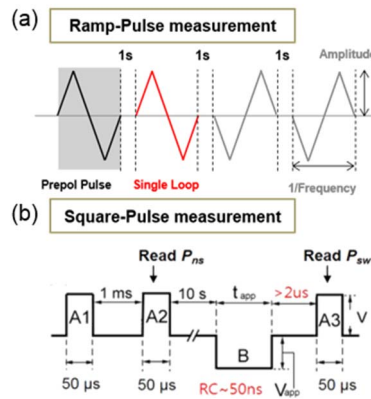 (a)
Ramp-Pulse measurement
1s 1s 1s
Amplitude
Prepol Pulse Single Loop 1/Frequency
(b)
Square-Pulse measurement
Read Pns tapp Read Psw
1 ms 10 s >2us
A1 A2 B A3 V
50 µs 50 µs RC~50ns Vapp 50 µs